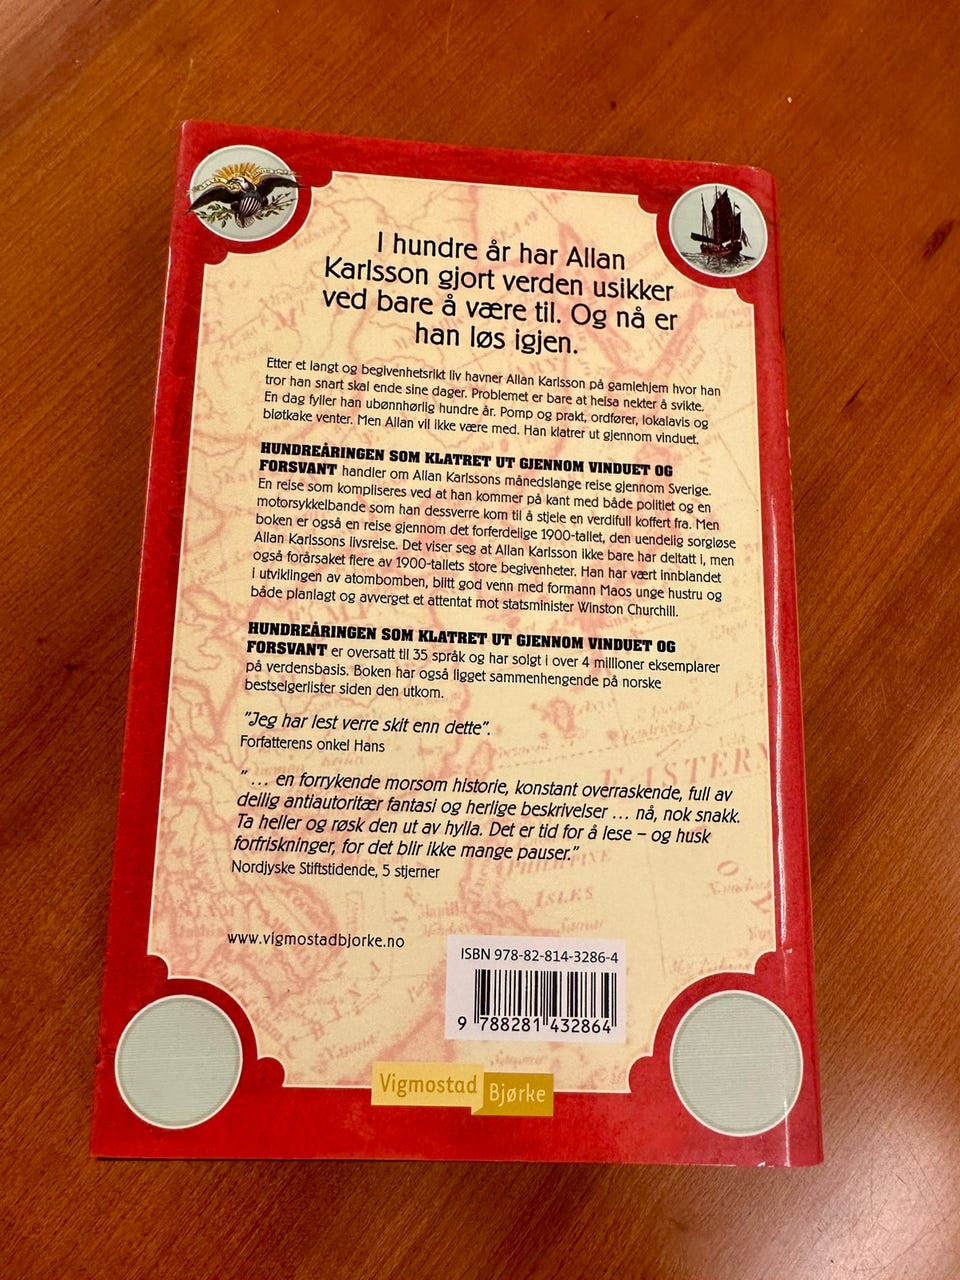 I hundre år har Allan
Karlsson gjort verden usikker
ved bare å være til. Og nå er
han løs igjen.
Etter et langt og begivenhetsrikt liv havner Allan Karlsson på gamlehjem hvor han
tror han snart skal ende sine dager. Problemet er bare at helsa nekter å svikte.
En dag fyller han ubønnhørlig hundre år. Pomp og prakt, ordfører, lokalavis og
bløtkake venter. Men Allan vil ikke være med. Han klatrer ut gjennom vinduet.
HUNDREÅRINGEN SOM KLATRET UT GJENNOM VINDUET OG
FORSVANT handler om Allan Karlssons månedslange reise gjennom Sverige.
En reise som kompliseres ved at han kommer på kant med både politiet og en
motorsykkelbande som han dessverre kom til å stjele en verdifull koffert fra. Men
boken er også en reise gjennom det forferdelige 1900-tallet, den uendelig sorgløse
Allan Karlssons livsreise. Det viser seg at Allan Karlsson ikke bare har deltatt i, men
også forårsaket flere av 1900-tallets store begivenheter. Han har vært innblandet
i utviklingen av atombomben, blitt god venn med formann Maos unge hustru og
både planlagt og avverget et attentat mot statsminister Winston Churchill.
HUNDREÅRINGEN SOM KLATRET UT GJENNOM VINDUET OG
FORSVANT er oversatt til 35 språk og har solgt i over 4 millioner eksemplarer
på verdensbasis. Boken har også ligget sammenhengende på norske
bestselgerlister siden den utkom.
"Jeg har lest verre skit enn dette".
Forfatterens onkel Hans
"... en forrykende morsom historie, konstant overraskende, full av
deilig antiautoritær fantasi og herlige beskrivelser ... nå, nok snakk.
Ta heller og røsk den ut av hylla. Det er tid for å lese – og husk
forfriskninger, for det blir ikke mange pauser."
Nordjyske Stiftstidende, 5 stjerner
EASTERN
PHILIPPINE
ISLES
www.vigmostadbjorke.no
ISBN 978-82-814-3286-4
9 788281 432864
Vigmostad Bjørke